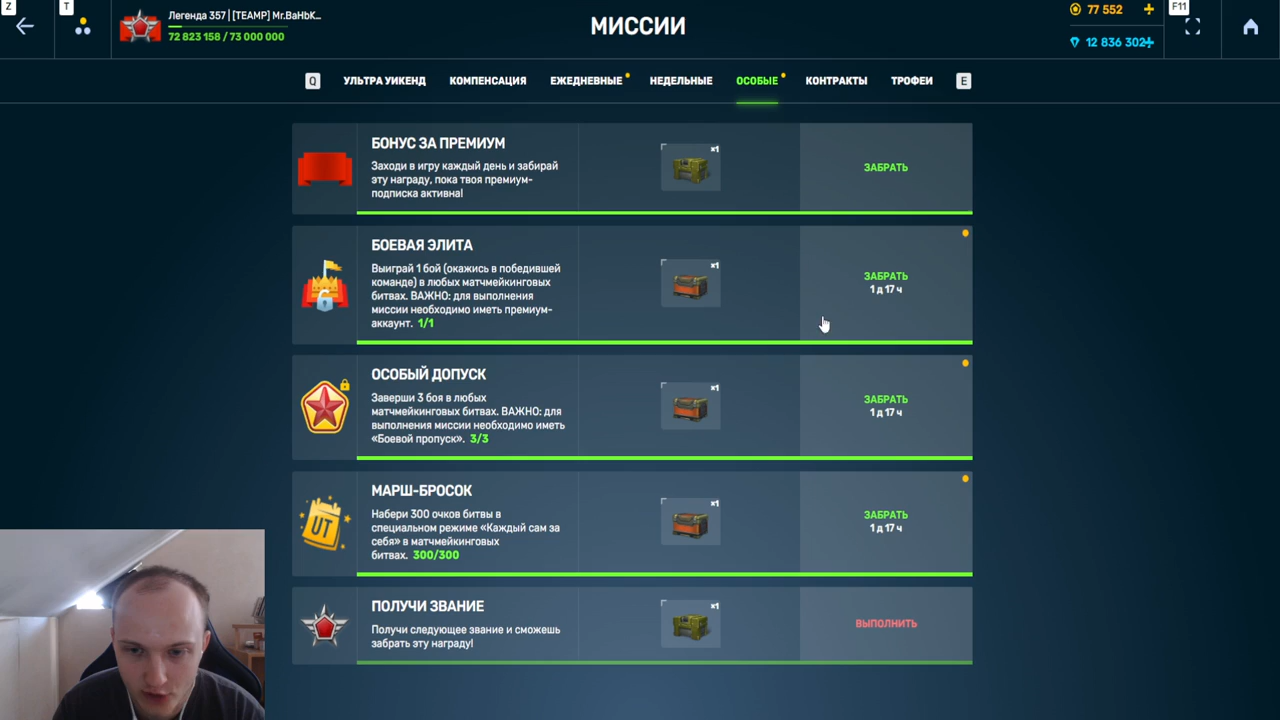 Z
T
Легенда 357 | [TEAMP] Mr.BaHbK...
72 823 158 / 73 000 000
МИССИИ
77 552
12 836 302
F11
Q
УЛЬТРА УИКЕНД
КОМПЕНСАЦИЯ
ЕЖЕДНЕВНЫЕ
НЕДЕЛЬНЫЕ
ОСОБЫЕ
КОНТРАКТЫ
ТРОФЕИ
E
БОНУС ЗА ПРЕМИУМ
Заходи в игру каждый день и забирай
эту награду, пока твоя премиум-
подписка активна!
x1
ЗАБРАТЬ
БОЕВАЯ ЭЛИТА
Выиграй 1 бой (окажись в победившей
команде) в любых матчмейкинговых
битвах. ВАЖНО: для выполнения
миссии необходимо иметь премиум-
аккаунт. 1/1
x1
ЗАБРАТЬ
1 д 17 ч
ОСОБЫЙ ДОПУСК
Заверши 3 боя в любых
матчмейкинговых битвах. ВАЖНО: для
выполнения миссии необходимо иметь
«Боевой пропуск». 3/3
x1
ЗАБРАТЬ
1 д 17 ч
UT
МАРШ-БРОСОК
Набери 300 очков битвы в
специальном режиме «Каждый сам за
себя» в матчмейкинговых
битвах. 300/300
x1
ЗАБРАТЬ
1 д 17 ч
ПОЛУЧИ ЗВАНИЕ
Получи следующее звание и сможешь
забрать эту награду!
x1
ВЫПОЛНИТЬ